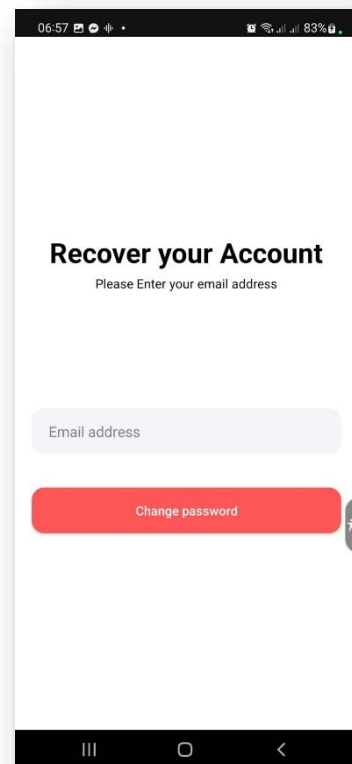 06:57 83%
Recover your Account
Please Enter your email address
Email address
Change password